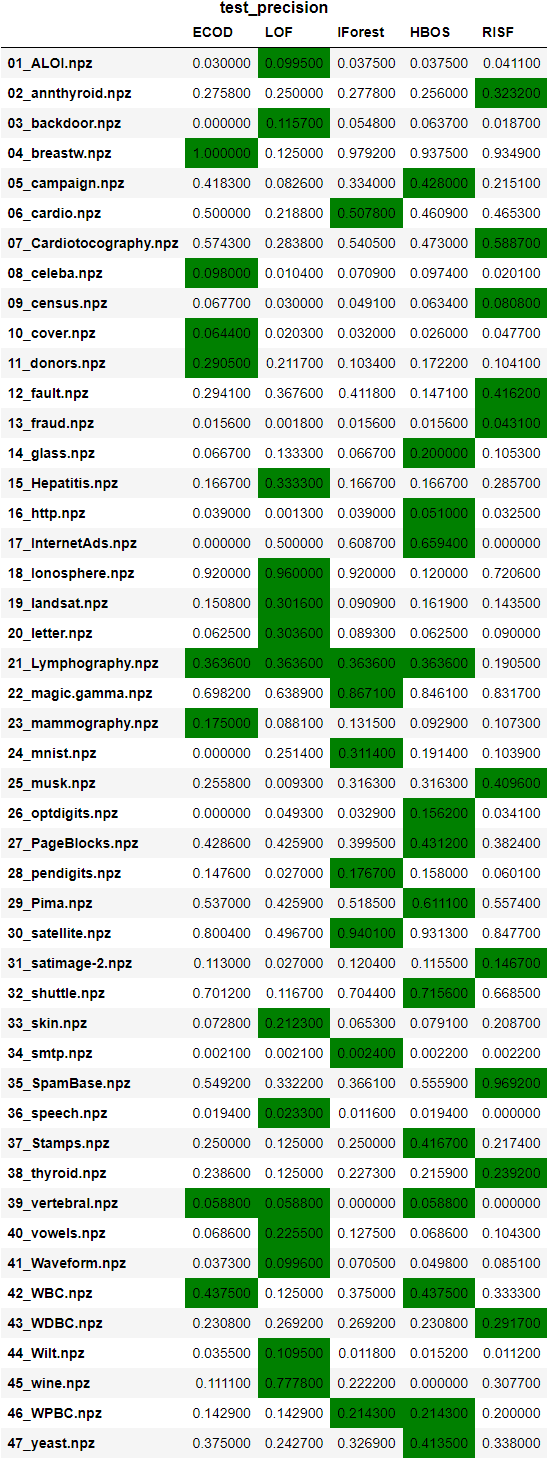 test_precision
ECOD LOF IForest HBOS RISF
01_ALOI.npz 0.030000 0.099500 0.037500 0.037500 0.041100
02_annthyroid.npz 0.275800 0.250000 0.277800 0.256000 0.323200
03_backdoor.npz 0.000000 0.115700 0.054800 0.063700 0.018700
04_breastw.npz 1.000000 0.125000 0.979200 0.937500 0.934900
05_campaign.npz 0.418300 0.082600 0.334000 0.428000 0.215100
06_cardio.npz 0.500000 0.218800 0.507800 0.460900 0.465300
07_Cardiotocography.npz 0.574300 0.283800 0.540500 0.473000 0.588700
08_celeba.npz 0.098000 0.010400 0.070900 0.097400 0.020100
09_census.npz 0.067700 0.030000 0.049100 0.063400 0.080800
10_cover.npz 0.064400 0.020300 0.032000 0.026000 0.047700
11_donors.npz 0.290500 0.211700 0.103400 0.172200 0.104100
12_fault.npz 0.294100 0.367600 0.411800 0.147100 0.416200
13_fraud.npz 0.015600 0.001800 0.015600 0.015600 0.043100
14_glass.npz 0.066700 0.133300 0.066700 0.200000 0.105300
15_Hepatitis.npz 0.166700 0.333300 0.166700 0.166700 0.285700
16_http.npz 0.039000 0.001300 0.039000 0.051000 0.032500
17_InternetAds.npz 0.000000 0.500000 0.608700 0.659400 0.000000
18_Ionosphere.npz 0.920000 0.960000 0.920000 0.120000 0.720600
19_landsat.npz 0.150800 0.301600 0.090900 0.161900 0.143500
20_letter.npz 0.062500 0.303600 0.089300 0.062500 0.090000
21_Lymphography.npz 0.363600 0.363600 0.363600 0.363600 0.190500
22_magic.gamma.npz 0.698200 0.638900 0.867100 0.846100 0.831700
23_mammography.npz 0.175000 0.088100 0.131500 0.092900 0.107300
24_mnist.npz 0.000000 0.251400 0.311400 0.191400 0.103900
25_musk.npz 0.255800 0.009300 0.316300 0.316300 0.409600
26_optdigits.npz 0.000000 0.049300 0.032900 0.156200 0.034100
27_PageBlocks.npz 0.428600 0.425900 0.399500 0.431200 0.382400
28_pendigits.npz 0.147600 0.027000 0.176700 0.158000 0.060100
29_Pima.npz 0.537000 0.425900 0.518500 0.611100 0.557400
30_satellite.npz 0.800400 0.496700 0.940100 0.931300 0.847700
31_satimage-2.npz 0.113000 0.027000 0.120400 0.115500 0.146700
32_shuttle.npz 0.701200 0.116700 0.704400 0.715600 0.668500
33_skin.npz 0.072800 0.212300 0.065300 0.079100 0.208700
34_smtp.npz 0.002100 0.002100 0.002400 0.002200 0.002200
35_SpamBase.npz 0.549200 0.332200 0.366100 0.555900 0.969200
36_speech.npz 0.019400 0.023300 0.011600 0.019400 0.000000
37_Stamps.npz 0.250000 0.125000 0.250000 0.416700 0.217400
38_thyroid.npz 0.238600 0.125000 0.227300 0.215900 0.239200
39_vertebral.npz 0.058800 0.058800 0.000000 0.058800 0.000000
40_vowels.npz 0.068600 0.225500 0.127500 0.068600 0.104300
41_Waveform.npz 0.037300 0.099600 0.070500 0.049800 0.085100
42_WBC.npz 0.437500 0.125000 0.375000 0.437500 0.333300
43_WDBC.npz 0.230800 0.269200 0.269200 0.230800 0.291700
44_Wilt.npz 0.035500 0.109500 0.011800 0.015200 0.011200
45_wine.npz 0.111100 0.777800 0.222200 0.000000 0.307700
46_WPBC.npz 0.142900 0.142900 0.214300 0.214300 0.200000
47_yeast.npz 0.375000 0.242700 0.326900 0.413500 0.338000